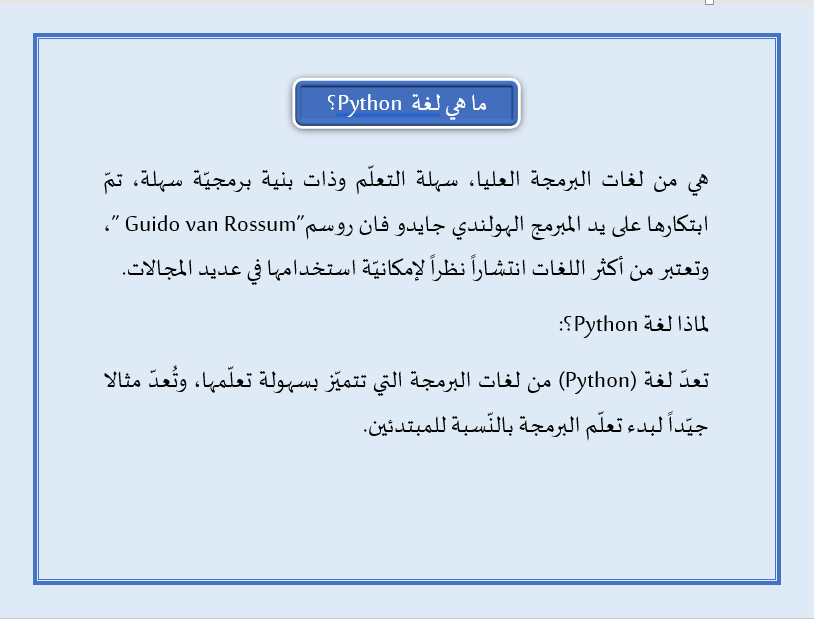 ما هي لغة Python؟
هي من لغات البرمجة العليا، سهلة التعلّم وذات بنية برمجيّة سهلة، تمّ
ابتكارها على يد المبرمج الهولندي جايدو فان روسم"Guido van Rossum "،
وتعتبر من أكثر اللغات انتشاراً نظراً لإمكانيّة استخدامها في عديد المجالات.
لماذا لغة Python؟:
تعدّ لغة (Python) من لغات البرمجة التي تتميّز بسهولة تعلّمها، وتُعدّ مثالا
جيّداً لبدء تعلّم البرمجة بالنّسبة للمبتدئين.